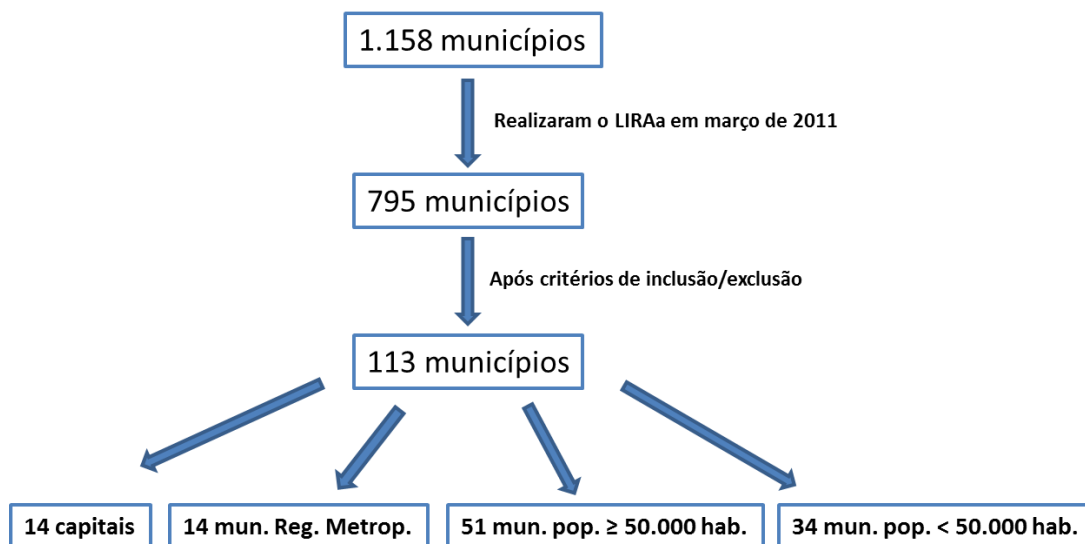 1.158 municípios
Realizaram o LIRAa em março de 2011
795 municípios
Após critérios de inclusão/exclusão
113 municípios
14 capitais
14 mun. Reg. Metrop.
51 mun. pop. ≥ 50.000 hab.
34 mun. pop. < 50.000 hab.